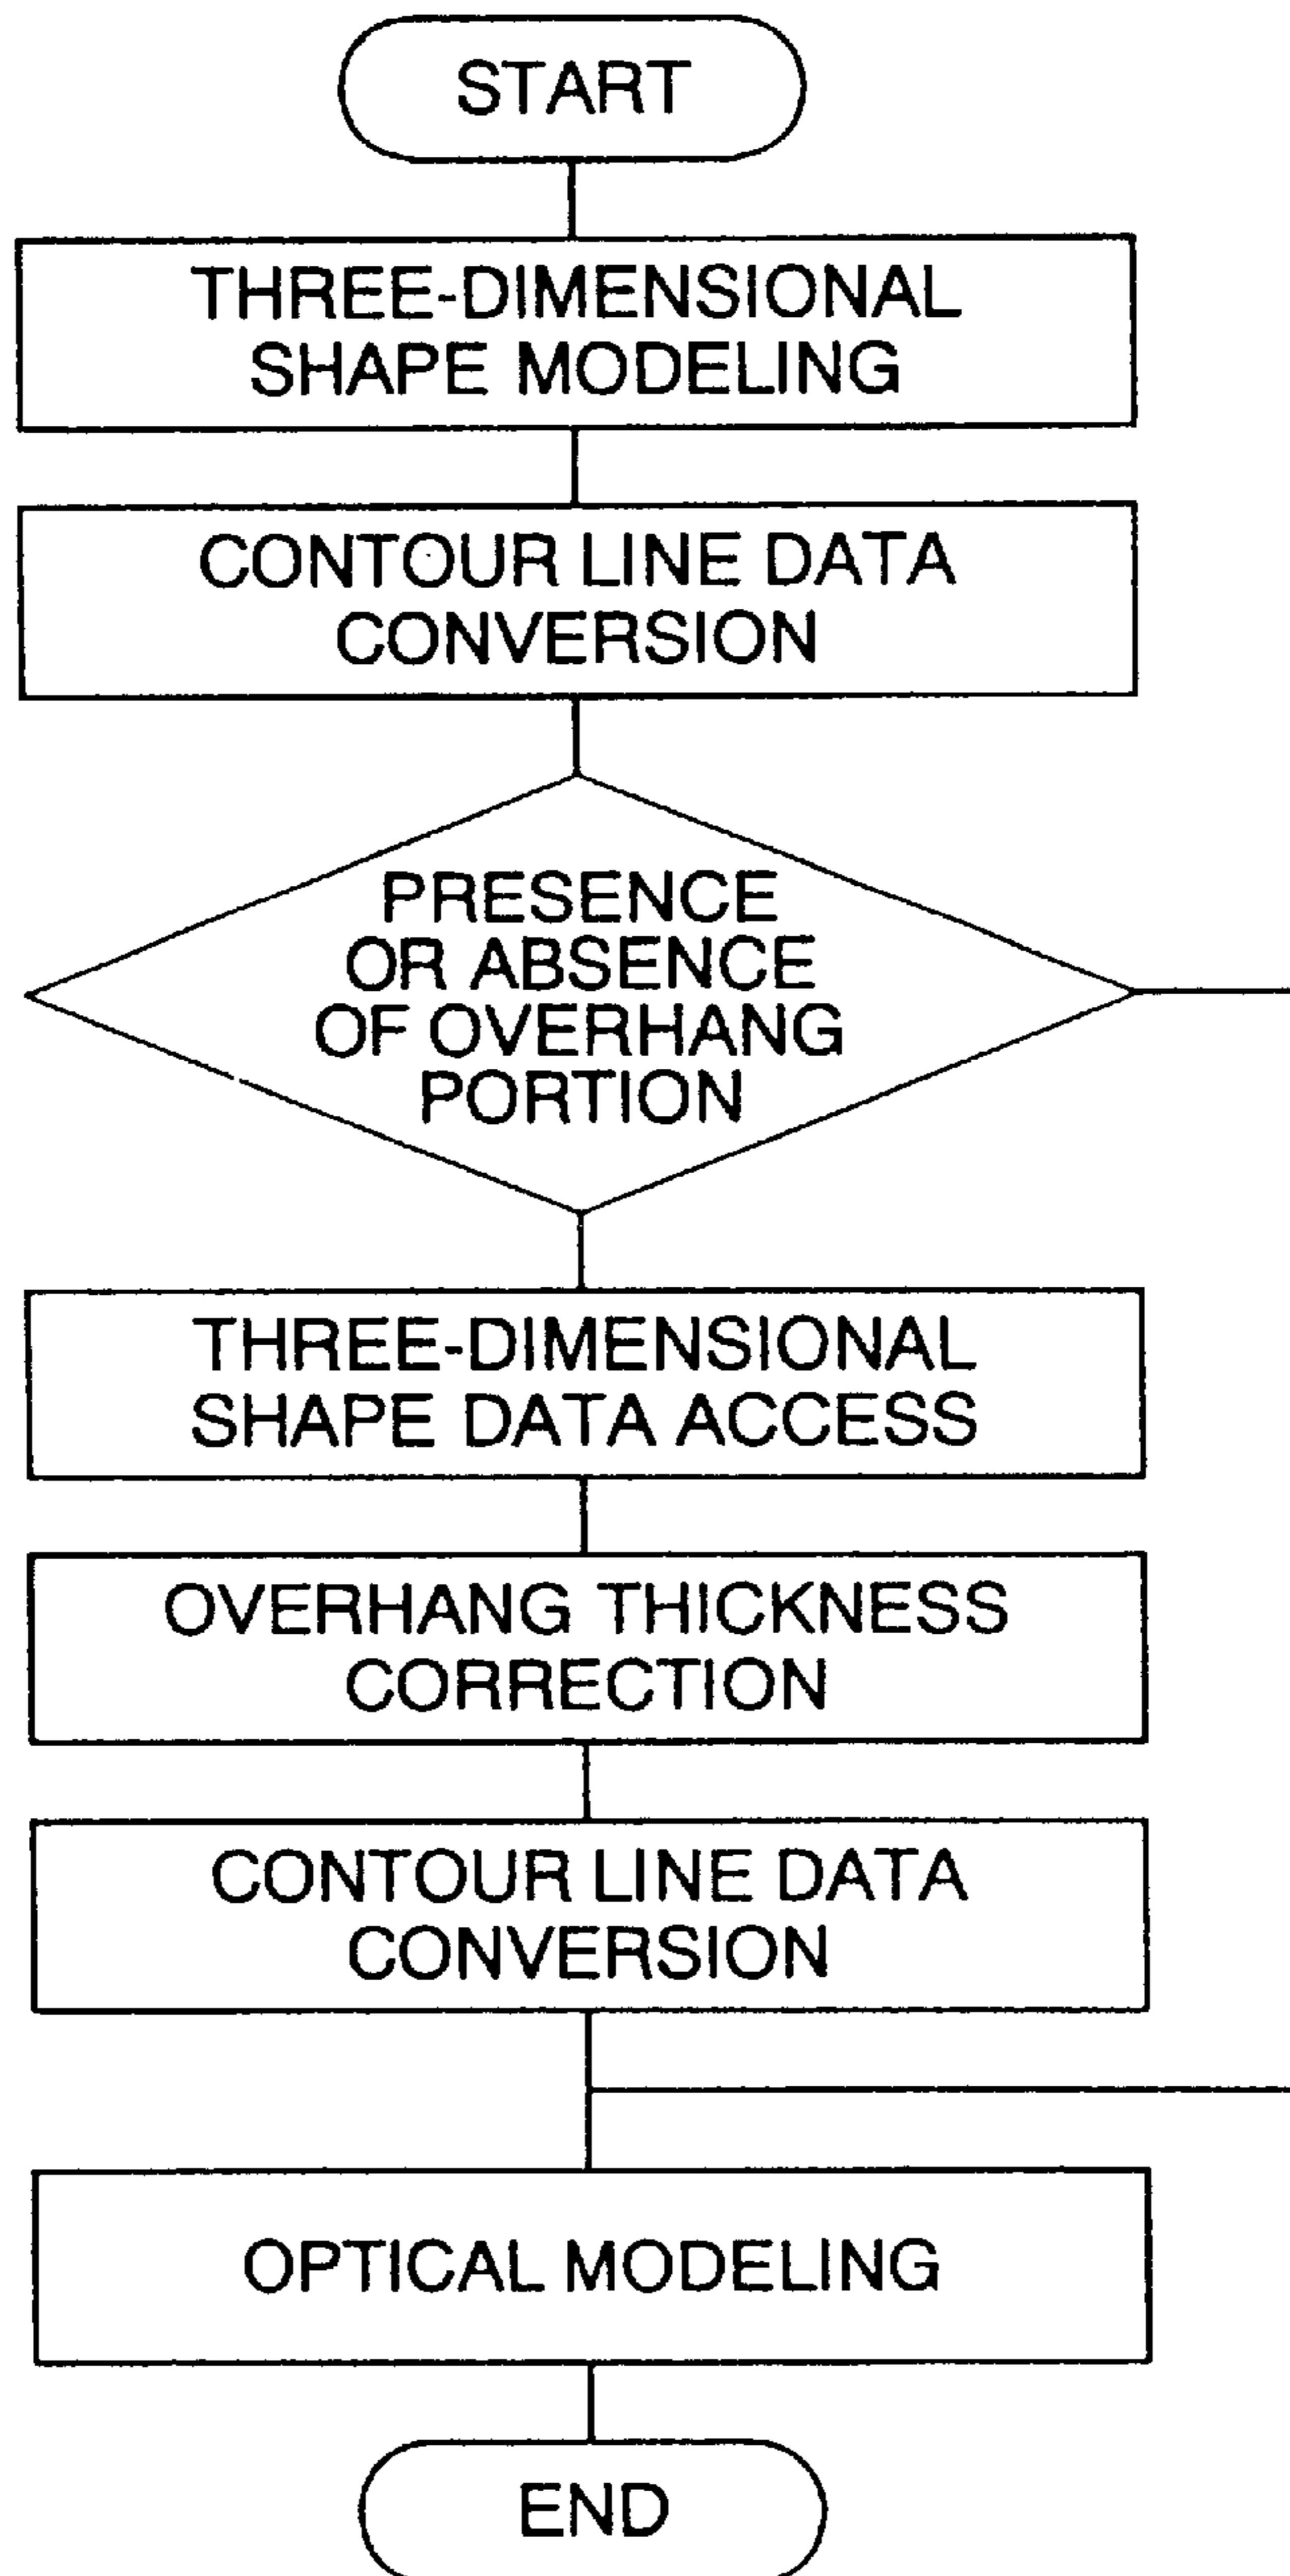 START
THREE-DIMENSIONAL
SHAPE MODELING
CONTOUR LINE DATA
CONVERSION
PRESENCE
OR ABSENCE
OF OVERHANG
PORTION
THREE-DIMENSIONAL
SHAPE DATA ACCESS
OVERHANG THICKNESS
CORRECTION
CONTOUR LINE DATA
CONVERSION
OPTICAL MODELING
END